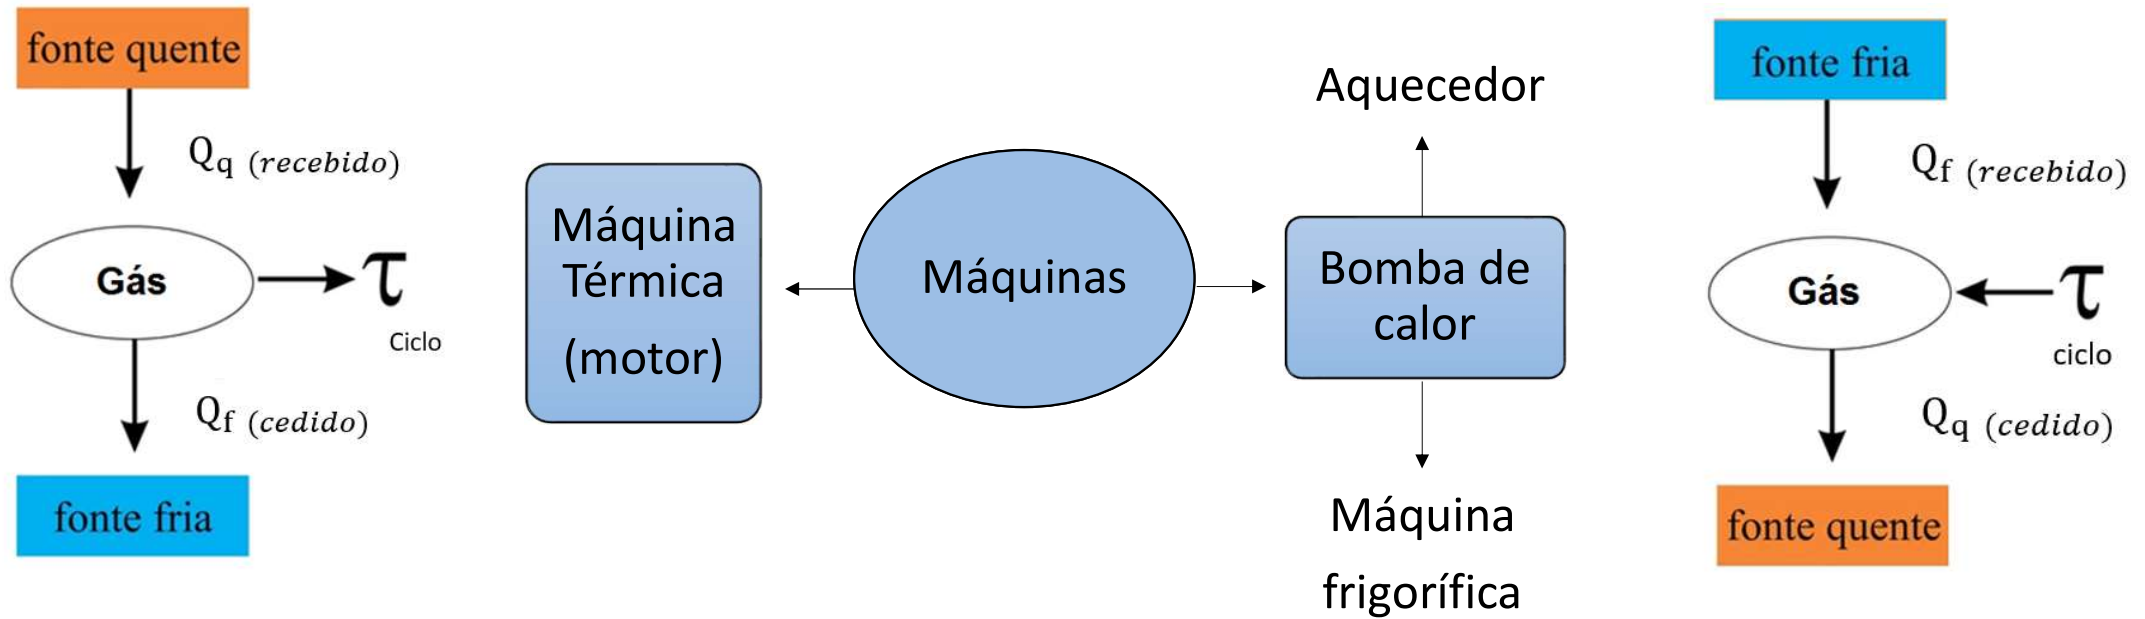 fonte quente
Qq (recebido)
Gás
τ
Ciclo
Qf (cedido)
fonte fria
Máquina
Térmica
(motor)
Máquinas
Aquecedor
Bomba de
calor
Máquina
frigorífica
fonte fria
Qf (recebido)
Gás
τ
ciclo
Qq (cedido)
fonte quente